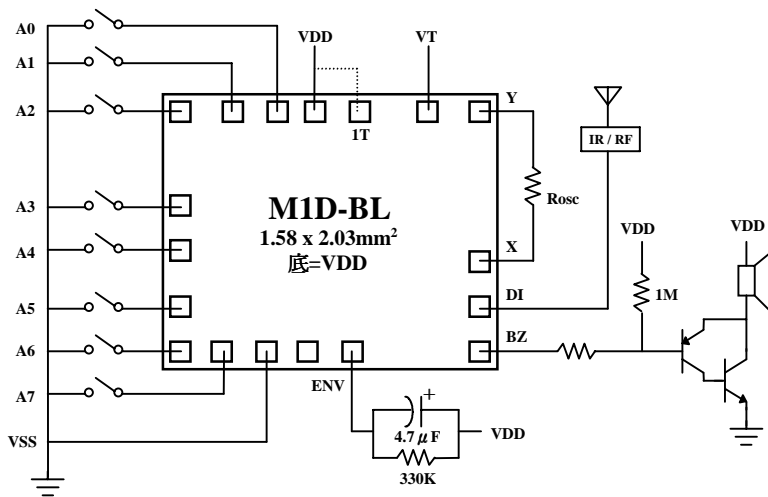 A0
A1
A2
A3
A4
A5
A6
A7
VSS
VDD
1T
VT
Y
Rosc
X
DI
BZ
ENV
M1D-BL
1.58 x 2.03mm²
底=VDD
IR / RF
VDD
1M
VDD
+
4.7μF
330K
VDD